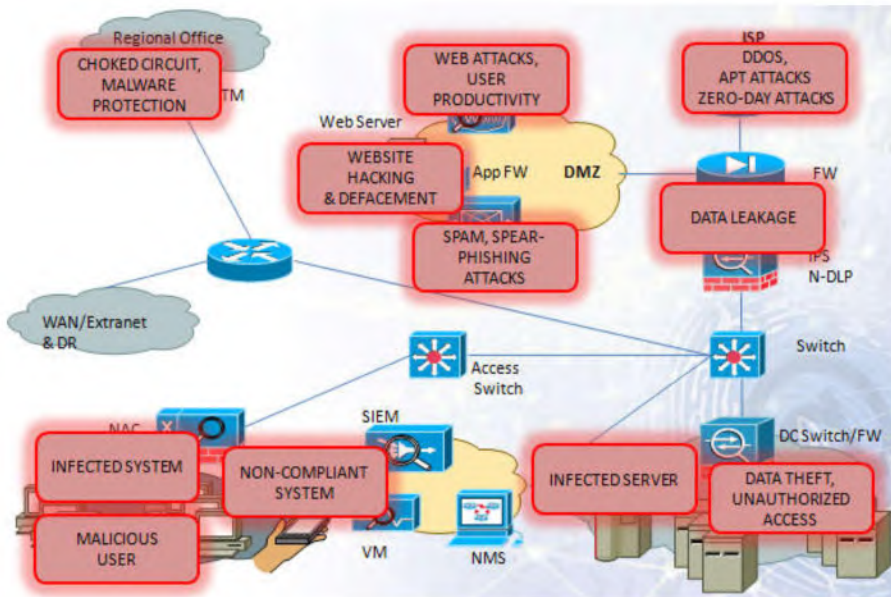 Regional Office
CHOKED CIRCUIT,
MALWARE
PROTECTION
TM
WEB ATTACKS,
USER
PRODUCTIVITY
ISP
DDOS,
APT ATTACKS
ZERO-DAY ATTACKS
Web Server
WEBSITE
HACKING
& DEFACEMENT
App FW
DMZ
FW
DATA LEAKAGE
SPAM, SPEAR-
PHISHING
ATTACKS
IPS
N-DLP
WAN/Extranet
& DR
Access
Switch
Switch
NAC
SIEM
DC Switch/FW
INFECTED SYSTEM
NON-COMPLIANT
SYSTEM
INFECTED SERVER
DATA THEFT,
UNAUTHORIZED
ACCESS
MALICIOUS
USER
VM
NMS